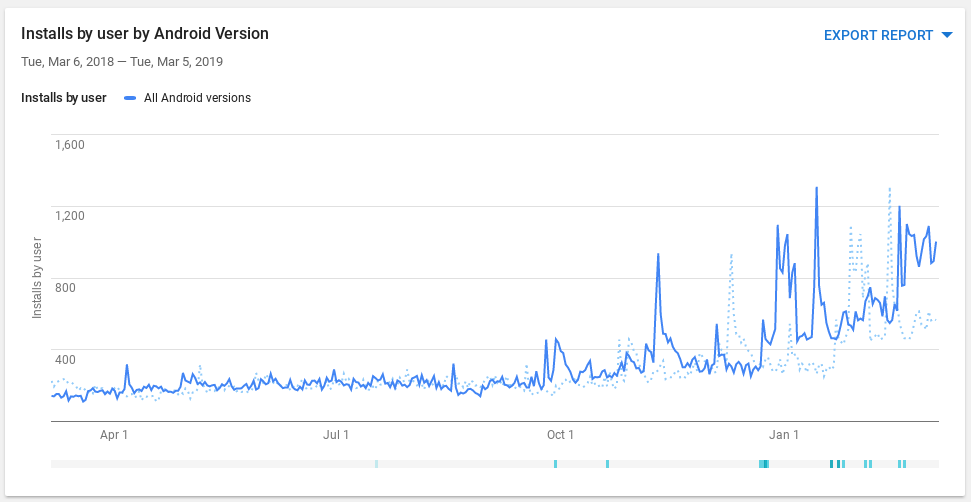 Installs by user by Android Version
EXPORT REPORT
Tue, Mar 6, 2018 — Tue, Mar 5, 2019
Installs by user All Android versions
1,600
1,200
800
400
Installs by user
Apr 1 Jul 1 Oct 1 Jan 1